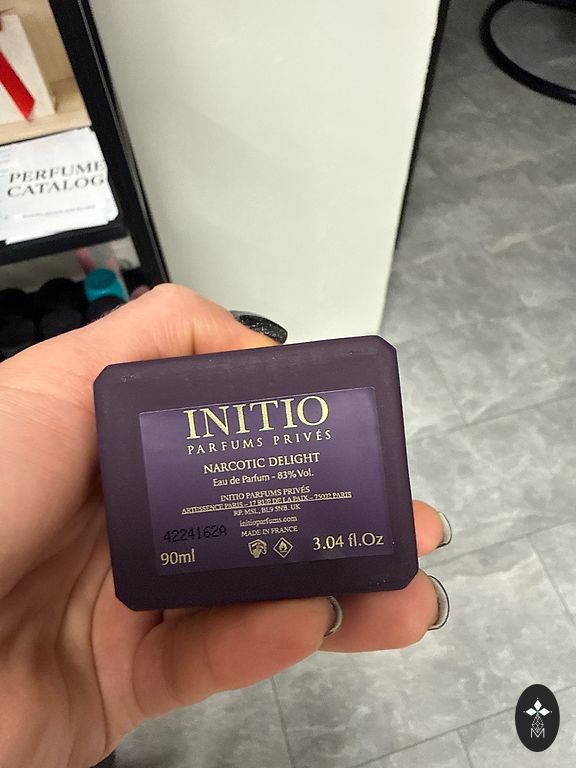 PERFUME
CATALOG
INITIO
PARFUMS PRIVÉS
NARCOTIC DELIGHT
Eau de Parfum - 83% Vol.
INITIO PARFUMS PRIVÉS
ARTESSENCE PARIS - 17 RUE DE LA PAIX - 75002 PARIS
RP. MSL, BL9 5NB. UK
initioparfums.com
MADE IN FRANCE
4224162A
90ml
3.04 fl.Oz